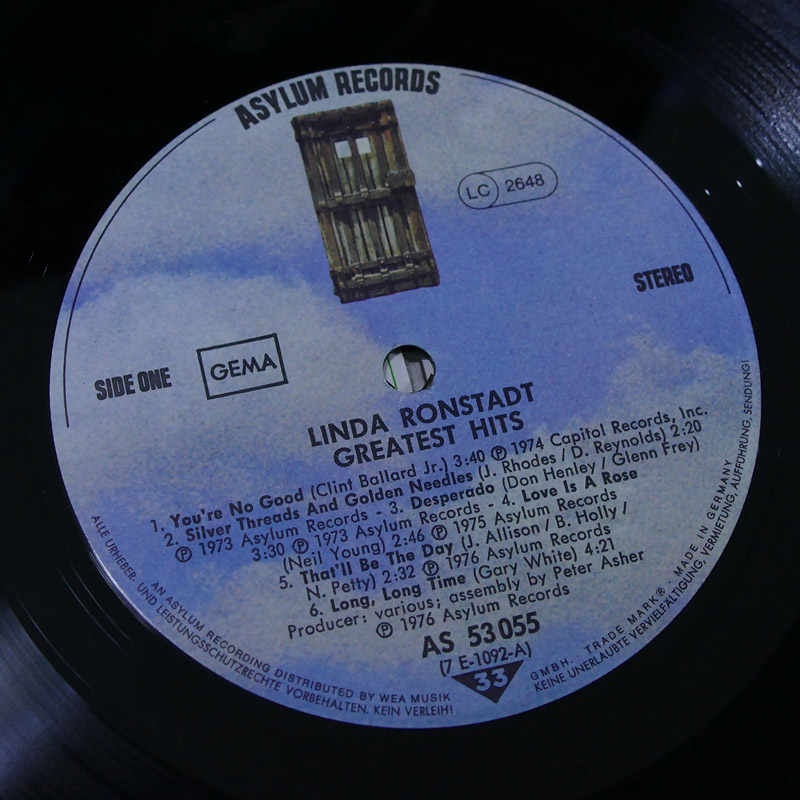 ASYLUM RECORDS
LC 2648
STEREO
SIDE ONE
GEMA
LINDA RONSTADT
GREATEST HITS
1. You're No Good (Clint Ballard Jr.) 3:40 Ⓟ 1974 Capitol Records, Inc.
2. Silver Threads And Golden Needles (J. Rhodes / D. Reynolds) 2:20
Ⓟ 1973 Asylum Records - 3. Desperado (Don Henley / Glenn Frey)
3:30 Ⓟ 1973 Asylum Records - 4. Love Is A Rose
(Neil Young) 2:46 Ⓟ 1975 Asylum Records
5. That'll Be The Day (J. Allison / B. Holly /
N. Petty) 2:32 Ⓟ 1976 Asylum Records
6. Long, Long Time (Gary White) 4:21
Producer: various; assembly by Peter Asher
Ⓟ 1976 Asylum Records
AS 53 055
(7 E-1092-A)
33
AN ASYLUM RECORDING DISTRIBUTED BY WEA MUSIK GMBH. · TRADE MARK® · MADE IN GERMANY
ALLE URHEBER- UND LEISTUNGSSCHUTZRECHTE VORBEHALTEN. KEIN VERLEIH! KEINE UNERLAUBTE VERVIELFÄLTIGUNG, VERMIETUNG, AUFFÜHRUNG, SENDUNG!